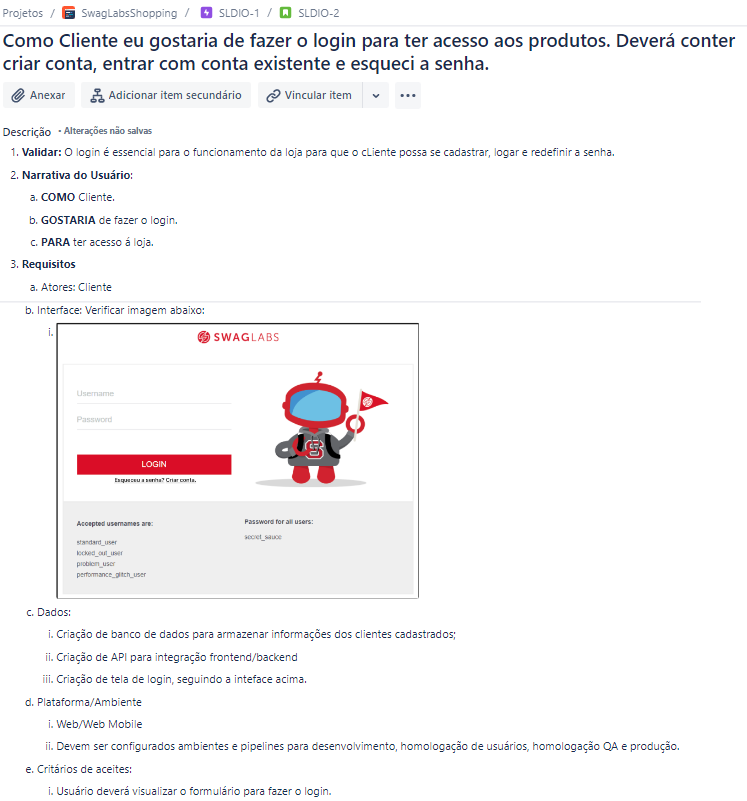 Projetos / SwagLabsShopping / SLDIO-1 / SLDIO-2
Como Cliente eu gostaria de fazer o login para ter acesso aos produtos. Deverá conter
criar conta, entrar com conta existente e esqueci a senha.
Anexar Adicionar item secundário Vincular item
Descrição • Alterações não salvas
1. Validar: O login é essencial para o funcionamento da loja para que o cLiente possa se cadastrar, logar e redefinir a senha.
2. Narrativa do Usuário:
a. COMO Cliente.
b. GOSTARIA de fazer o login.
c. PARA ter acesso á loja.
3. Requisitos
a. Atores: Cliente
b. Interface: Verificar imagem abaixo:
i.
SWAGLABS
Username
Password
LOGIN
Esqueceu a senha? Criar conta.
Accepted usernames are:
standard_user
locked_out_user
problem_user
performance_glitch_user
Password for all users:
secret_sauce
c. Dados:
i. Criação de banco de dados para armazenar informações dos clientes cadastrados;
ii. Criação de API para integração frontend/backend
iii. Criação de tela de login, seguindo a inteface acima.
d. Plataforma/Ambiente
i. Web/Web Mobile
ii. Devem ser configurados ambientes e pipelines para desenvolvimento, homologação de usuários, homologação QA e produção.
e. Critários de aceites:
i. Usuário deverá visualizar o formulário para fazer o login.